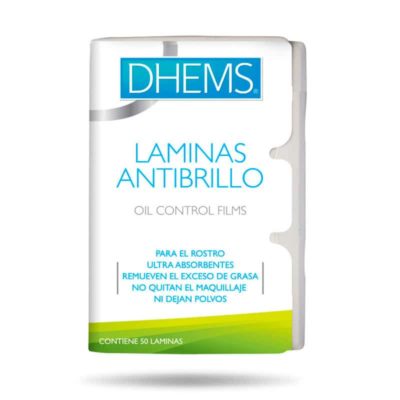 DHEMS®
LAMINAS
ANTIBRILLO
OIL CONTROL FILMS
PARA EL ROSTRO
ULTRA ABSORBENTES
REMUEVEN EL EXCESO DE GRASA
NO QUITAN EL MAQUILLAJE
NI DEJAN POLVOS
CONTIENE 50 LAMINAS